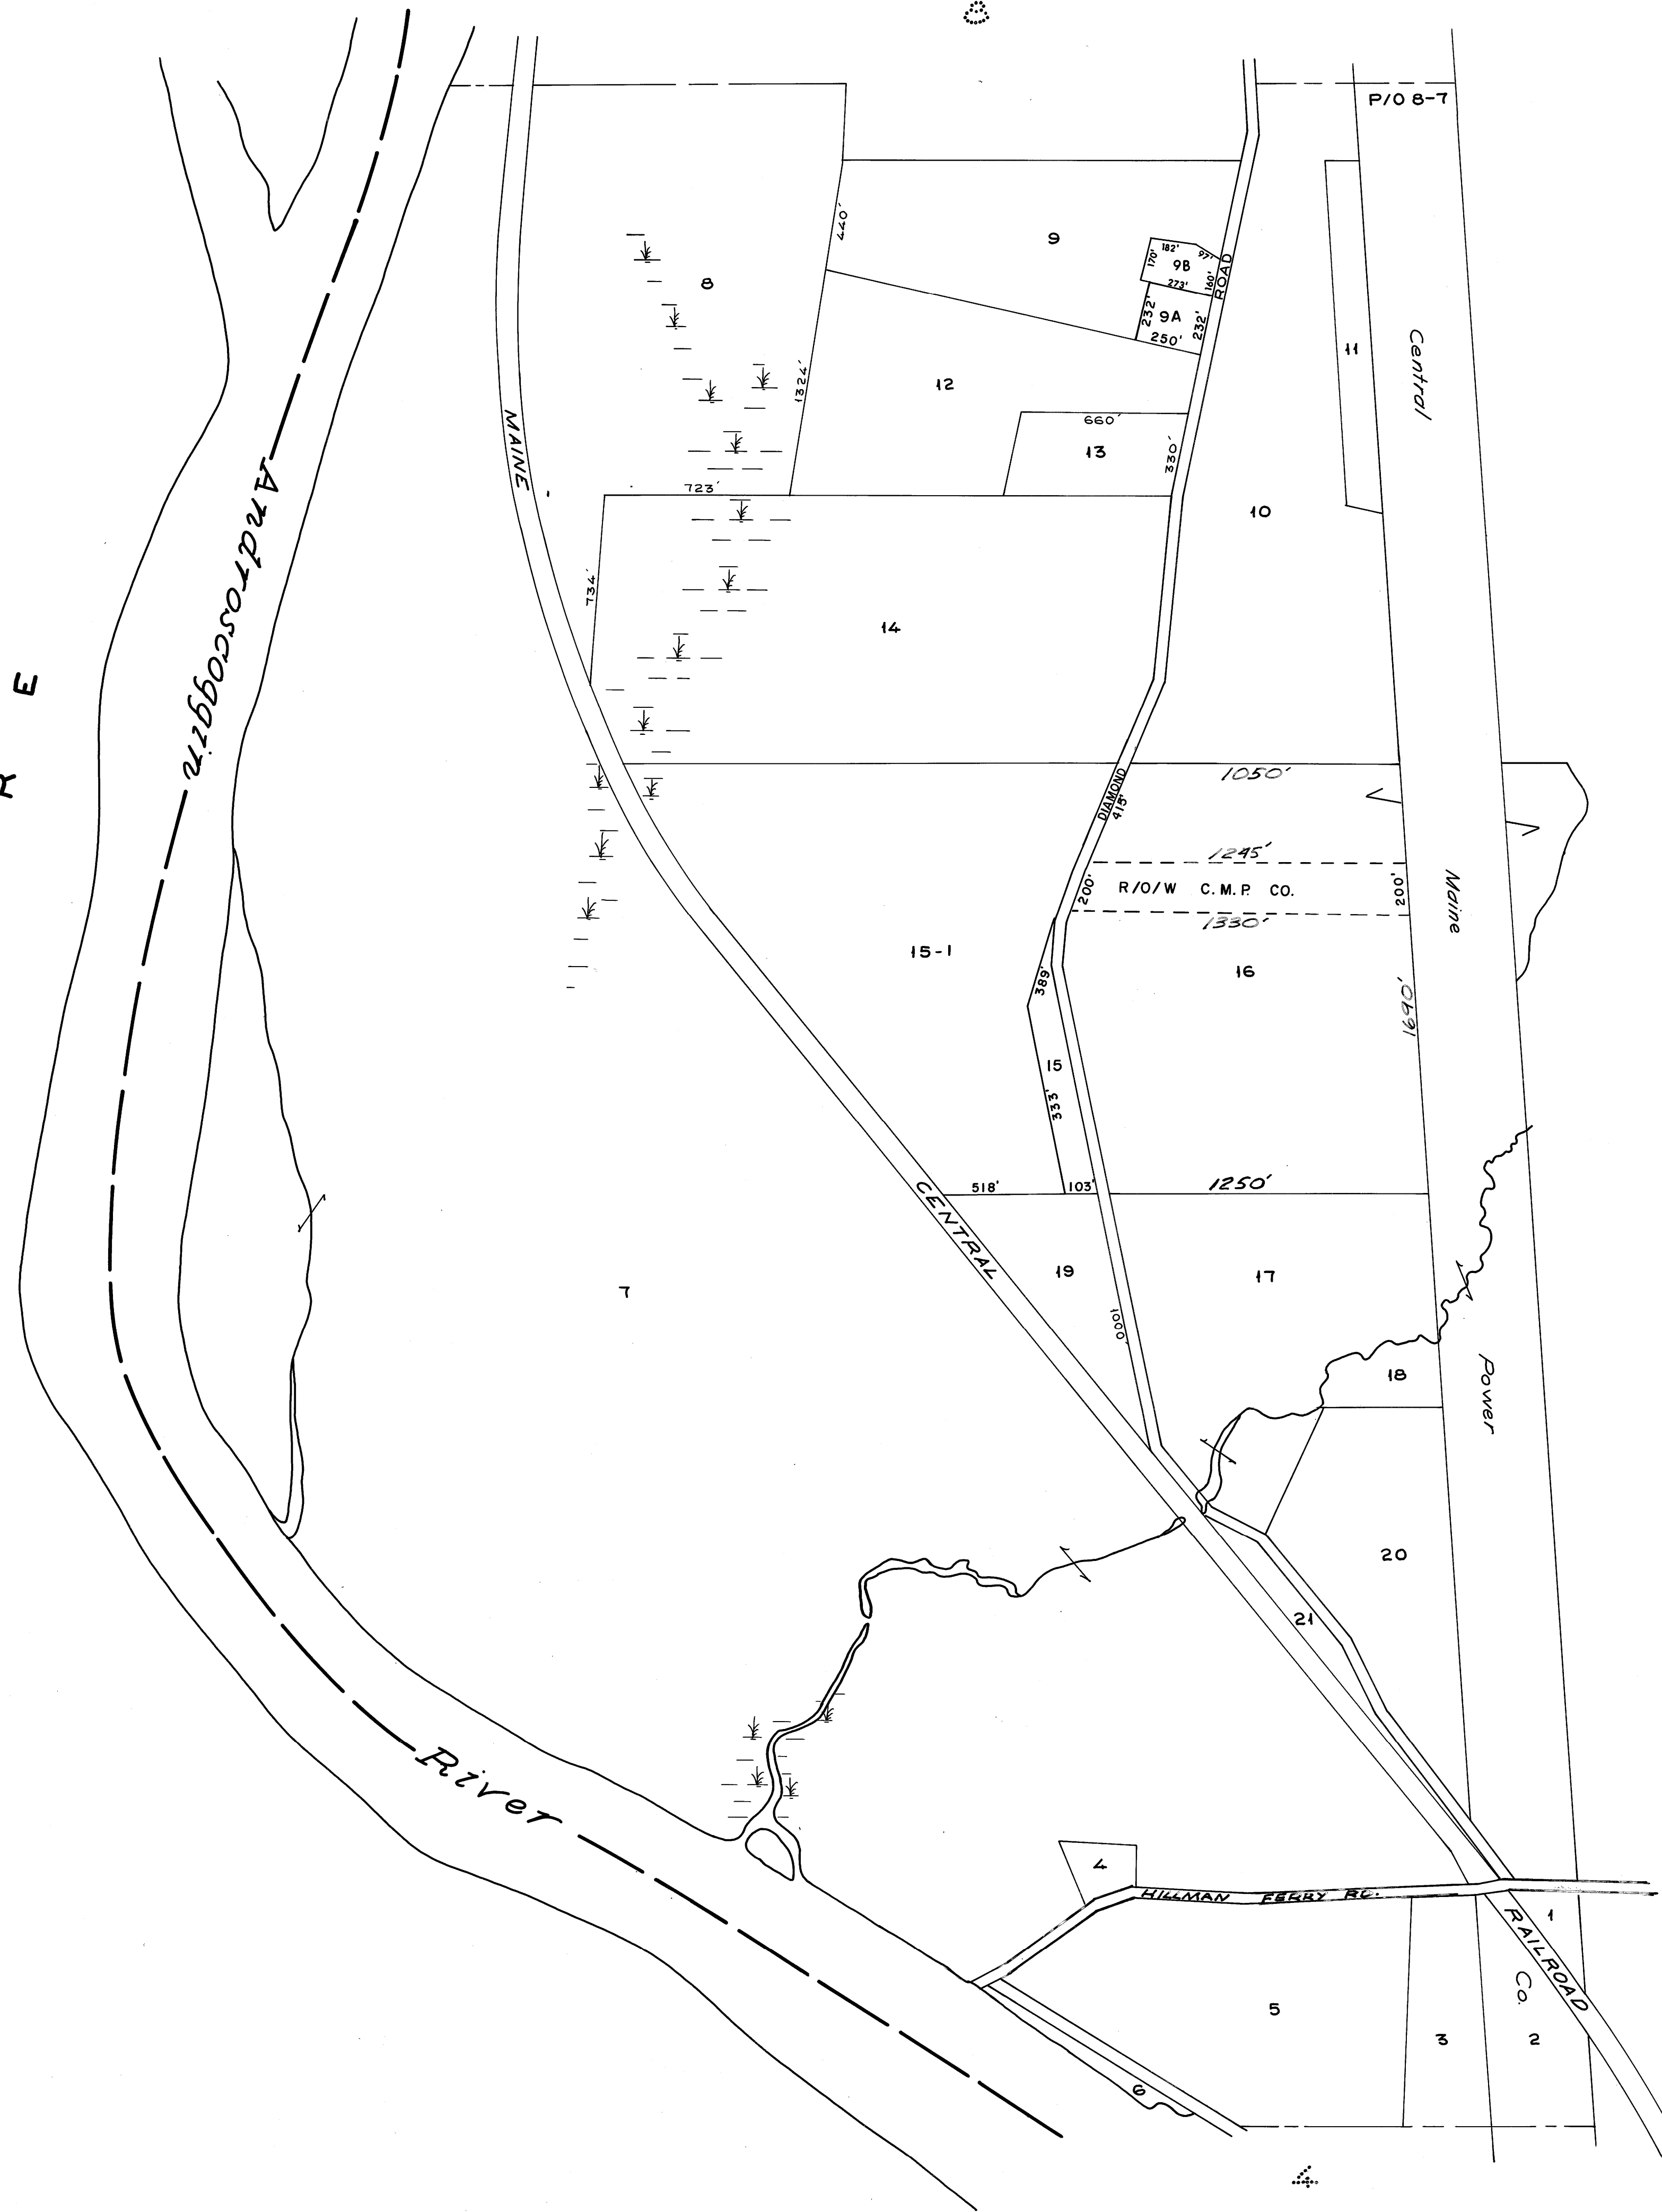 8
P/O 8-7
440'
9
182'
97'
170'
9B
273'
160'
ROAD
8
232'
9A
232'
250'
11
Central
1324'
12
660'
13
330'
MAINE
723'
10
Androscoggin
734'
14
E
R
1050'
DIAMOND
415'
1245'
200'
R/O/W C.M.P. CO.
200'
1330'
Maine
15-1
389'
16
1690'
15
333'
518'
103'
1250'
CENTRAL
19
17
7
1000'
18
Power
20
21
River
4
HILLMAN FERRY RD.
1
RAILROAD
Co.
5
3
2
6
4